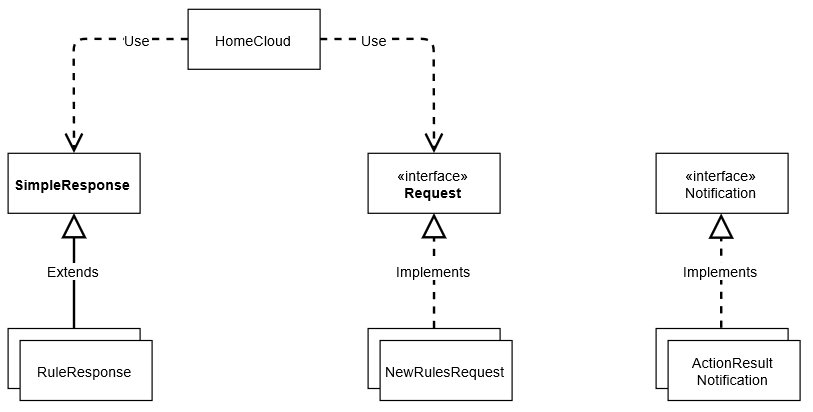 HomeCloud
Use
Use
SimpleResponse
«interface»
Request
«interface»
Notification
Extends
Implements
Implements
RuleResponse
NewRulesRequest
ActionResult
Notification